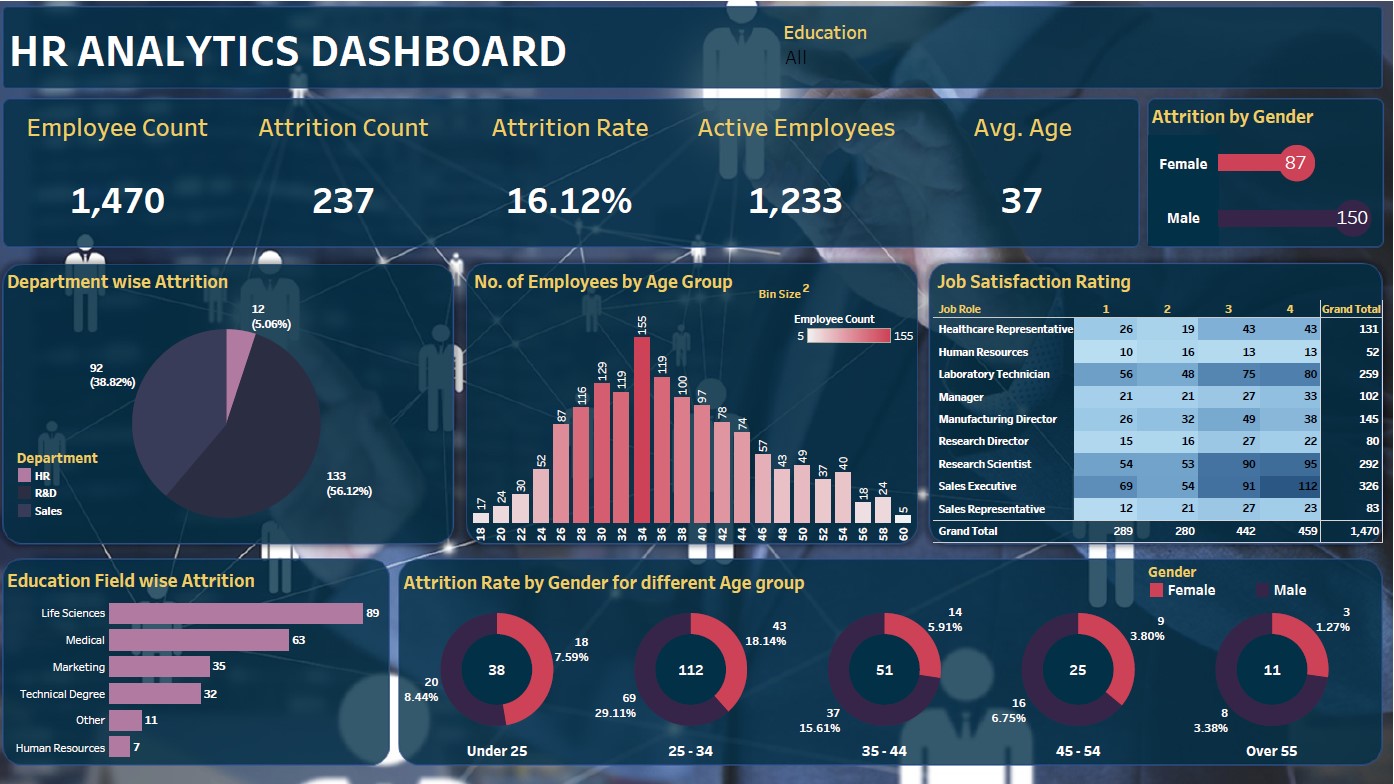 HR ANALYTICS DASHBOARD
Education
All
Employee Count
1,470
Attrition Count
237
Attrition Rate
16.12%
Active Employees
1,233
Avg. Age
37
Attrition by Gender
Female 87
Male 150
Department wise Attrition
12
(5.06%)
92
(38.82%)
133
(56.12%)
Department
HR
R&D
Sales
No. of Employees by Age Group
Bin Size 2
Employee Count
5 155
17 24 30 52 87 116 129 119 155 119 100 97 78 74 57 43 49 37 40 18 24 5
18 20 22 24 26 28 30 32 34 36 38 40 42 44 46 48 50 52 54 56 58 60
Job Satisfaction Rating
Job Role 1 2 3 4 Grand Total
Healthcare Representative 26 19 43 43 131
Human Resources 10 16 13 13 52
Laboratory Technician 56 48 75 80 259
Manager 21 21 27 33 102
Manufacturing Director 26 32 49 38 145
Research Director 15 16 27 22 80
Research Scientist 54 53 90 95 292
Sales Executive 69 54 91 112 326
Sales Representative 12 21 27 23 83
Grand Total 289 280 442 459 1,470
Education Field wise Attrition
Life Sciences 89
Medical 63
Marketing 35
Technical Degree 32
Other 11
Human Resources 7
Attrition Rate by Gender for different Age group
Gender
Female Male
18
7.59%
38
20
8.44%
Under 25
43
18.14%
112
69
29.11%
25 - 34
14
5.91%
51
37
15.61%
35 - 44
9
3.80%
25
16
6.75%
45 - 54
3
1.27%
11
8
3.38%
Over 55